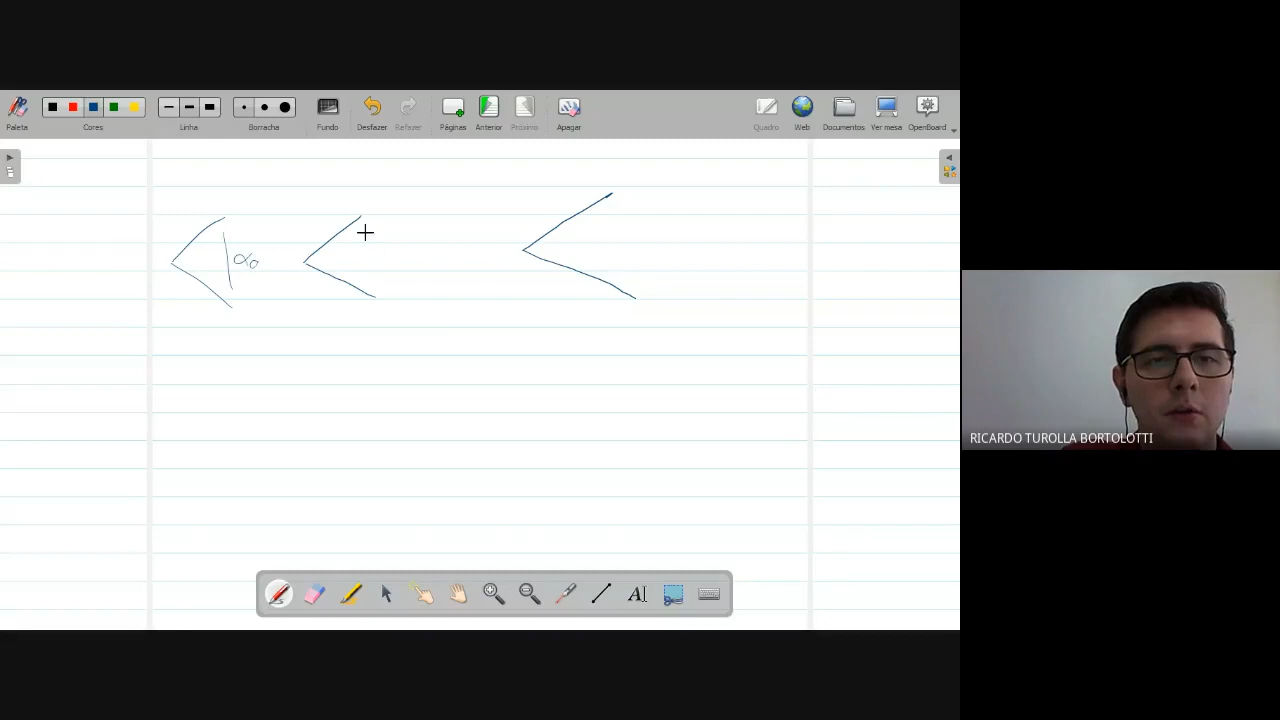 Paleta
Cores
Linha
Borracha
Fundo
Desfazer
Refazer
Páginas
Anterior
Próximo
Apagar
Quadro
Web
Documentos
Ver mesa
OpenBoard
α₀
RICARDO TUROLLA BORTOLOTTI
AI